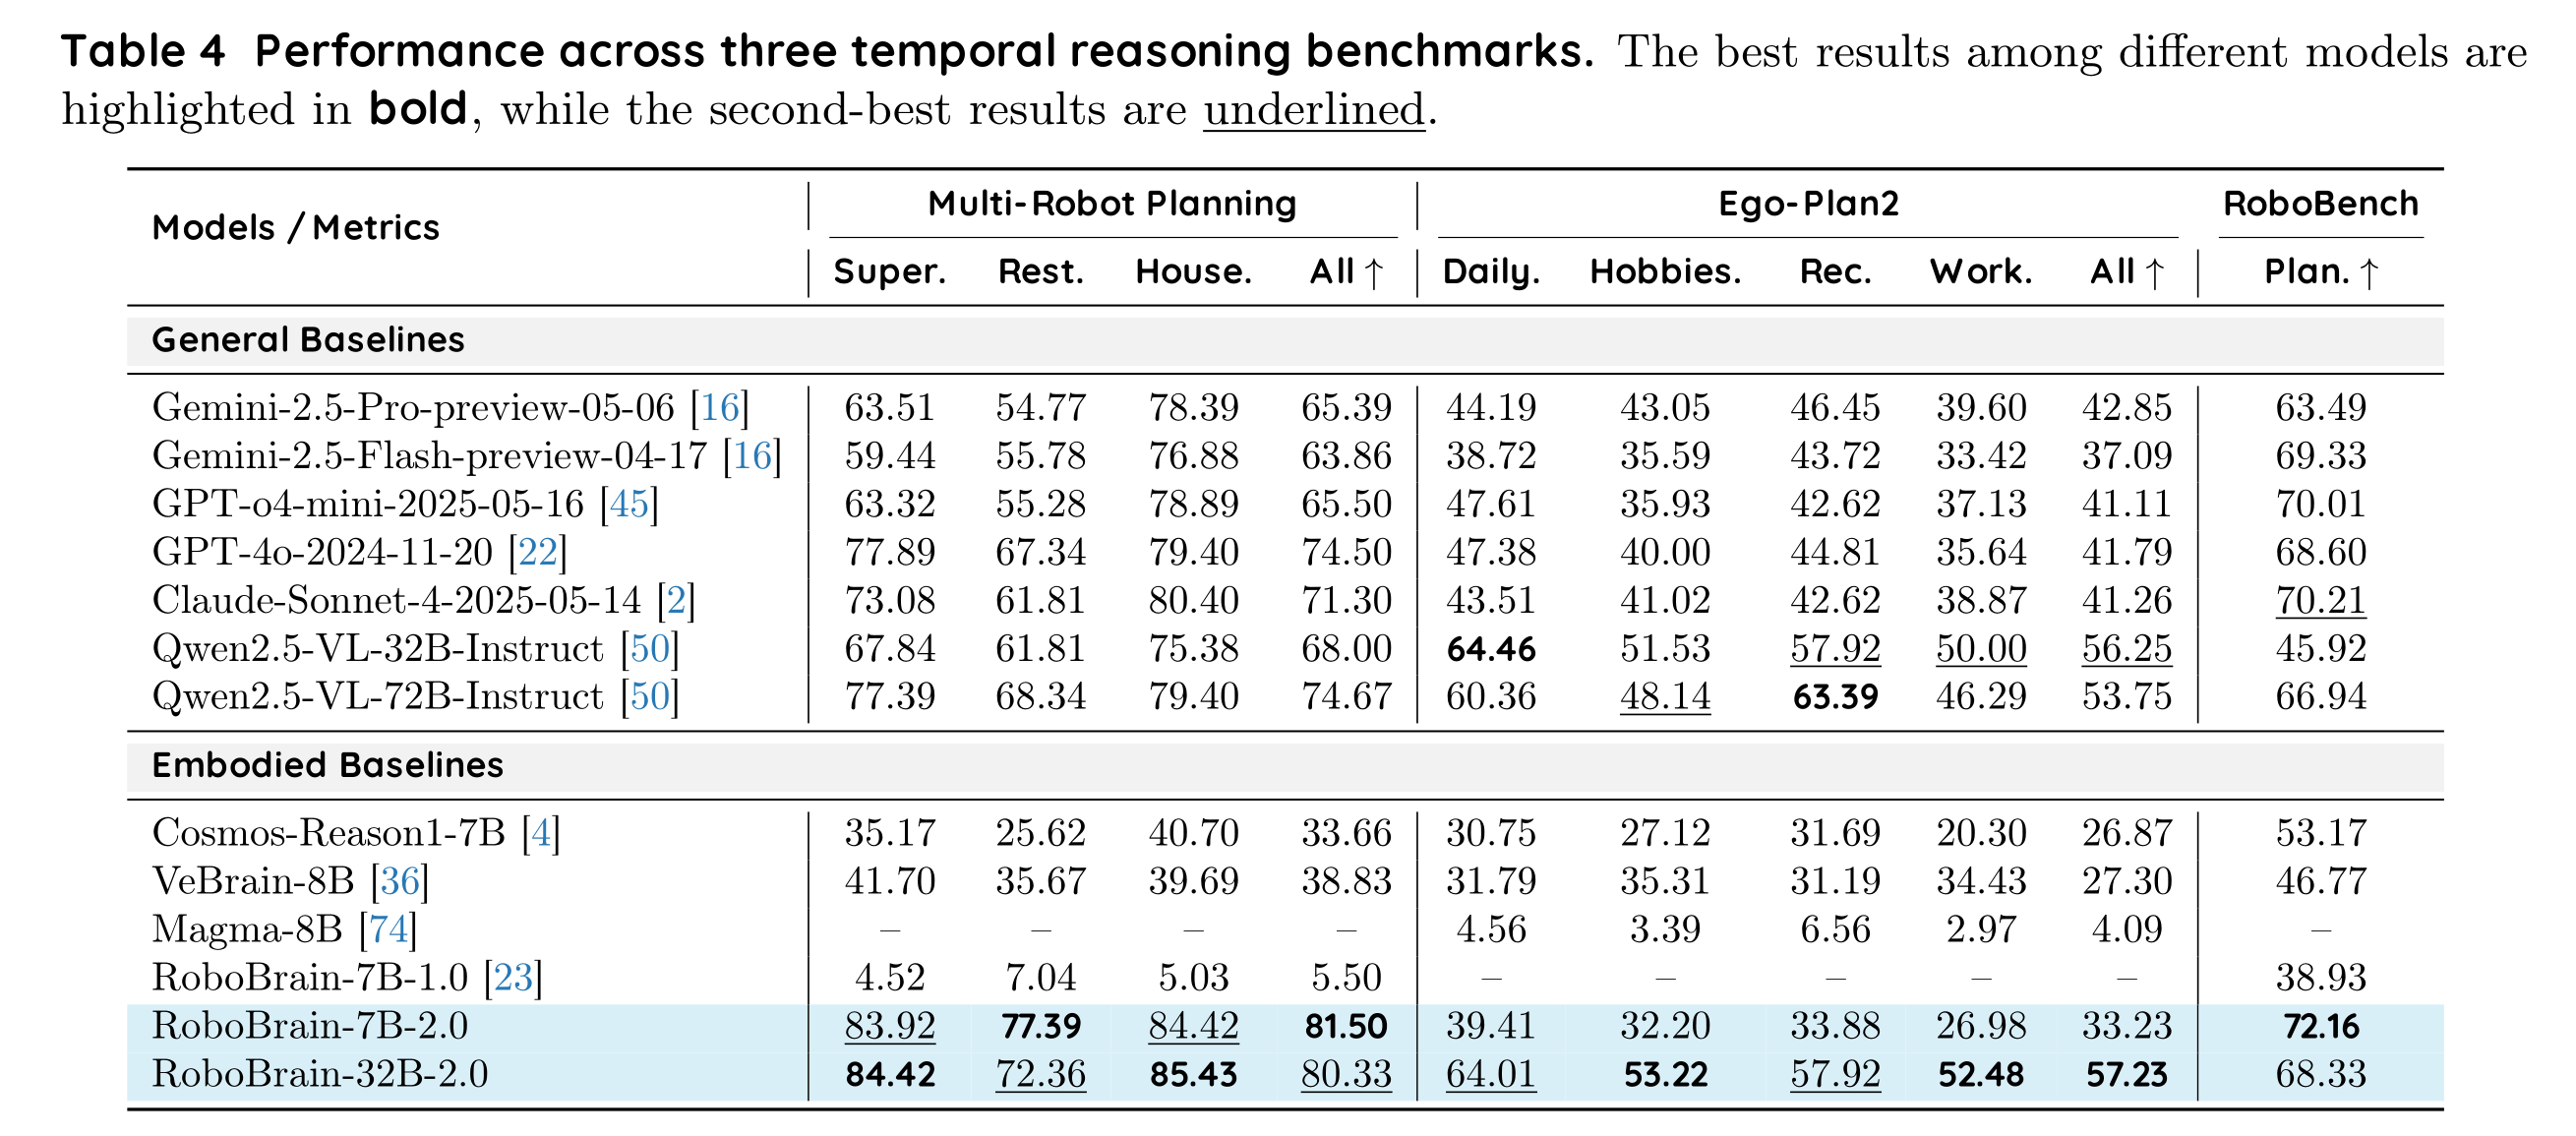 Table 4 Performance across three temporal reasoning benchmarks. The best results among different models are
highlighted in bold, while the second-best results are underlined.
Models / Metrics Multi-Robot Planning Ego-Plan2 RoboBench
Super. Rest. House. All ↑ Daily. Hobbies. Rec. Work. All ↑ Plan. ↑
General Baselines
Gemini-2.5-Pro-preview-05-06 [16] 63.51 54.77 78.39 65.39 44.19 43.05 46.45 39.60 42.85 63.49
Gemini-2.5-Flash-preview-04-17 [16] 59.44 55.78 76.88 63.86 38.72 35.59 43.72 33.42 37.09 69.33
GPT-o4-mini-2025-05-16 [45] 63.32 55.28 78.89 65.50 47.61 35.93 42.62 37.13 41.11 70.01
GPT-4o-2024-11-20 [22] 77.89 67.34 79.40 74.50 47.38 40.00 44.81 35.64 41.79 68.60
Claude-Sonnet-4-2025-05-14 [2] 73.08 61.81 80.40 71.30 43.51 41.02 42.62 38.87 41.26 70.21
Qwen2.5-VL-32B-Instruct [50] 67.84 61.81 75.38 68.00 64.46 51.53 57.92 50.00 56.25 45.92
Qwen2.5-VL-72B-Instruct [50] 77.39 68.34 79.40 74.67 60.36 48.14 63.39 46.29 53.75 66.94
Embodied Baselines
Cosmos-Reason1-7B [4] 35.17 25.62 40.70 33.66 30.75 27.12 31.69 20.30 26.87 53.17
VeBrain-8B [36] 41.70 35.67 39.69 38.83 31.79 35.31 31.19 34.43 27.30 46.77
Magma-8B [74] – – – – 4.56 3.39 6.56 2.97 4.09 –
RoboBrain-7B-1.0 [23] 4.52 7.04 5.03 5.50 – – – – – 38.93
RoboBrain-7B-2.0 83.92 77.39 84.42 81.50 39.41 32.20 33.88 26.98 33.23 72.16
RoboBrain-32B-2.0 84.42 72.36 85.43 80.33 64.01 53.22 57.92 52.48 57.23 68.33